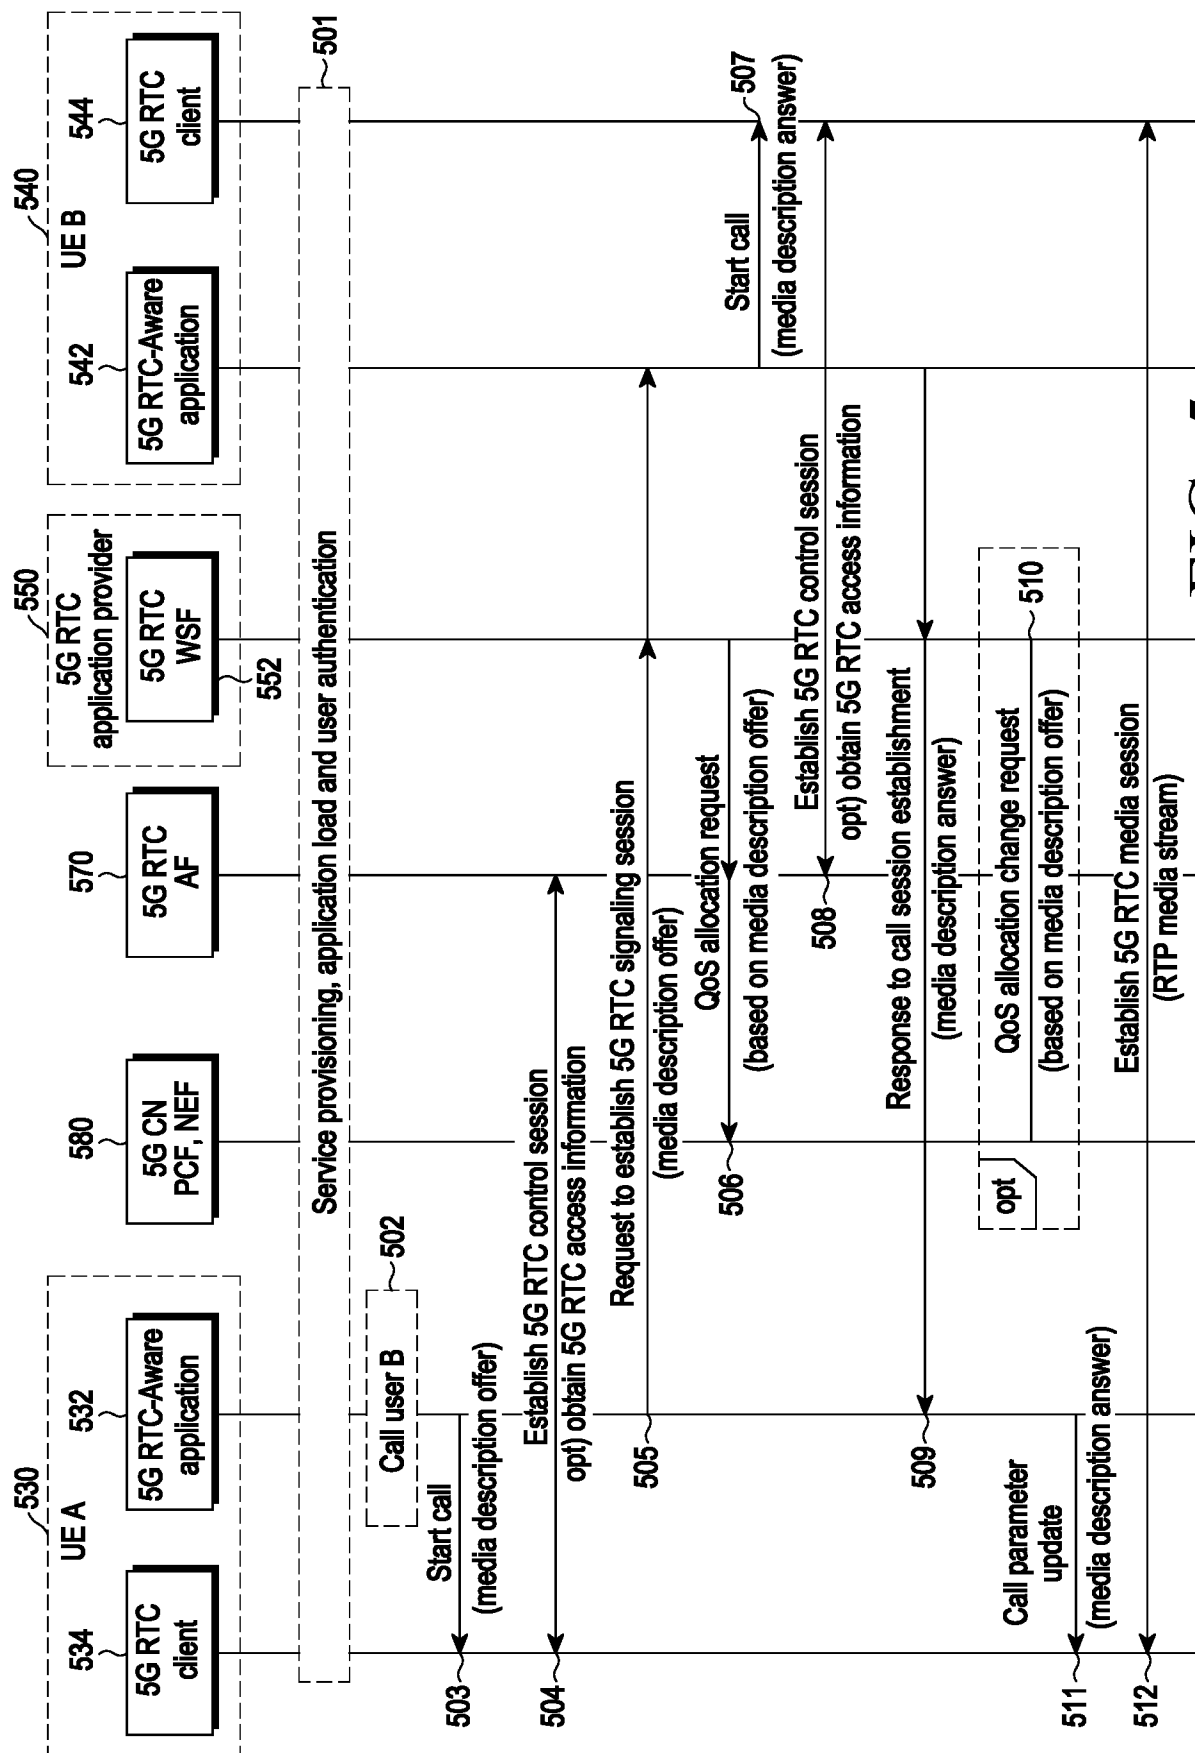 530
UE A
534
5G RTC
client
532
5G RTC-Aware
application
580
5G CN
PCF, NEF
570
5G RTC
AF
550
5G RTC
application provider
5G RTC
WSF
552
540
UE B
542
5G RTC-Aware
application
544
5G RTC
client
501
Service provisioning, application load and user authentication
502
Call user B
Start call
(media description offer)
503
Establish 5G RTC control session
opt) obtain 5G RTC access information
504
Request to establish 5G RTC signaling session
(media description offer)
505
QoS allocation request
(based on media description offer)
506
Start call
(media description answer)
507
Establish 5G RTC control session
opt) obtain 5G RTC access information
508
Response to call session establishment
(media description answer)
509
opt
QoS allocation change request
(based on media description offer)
510
Call parameter
update
(media description answer)
511
Establish 5G RTC media session
(RTP media stream)
512